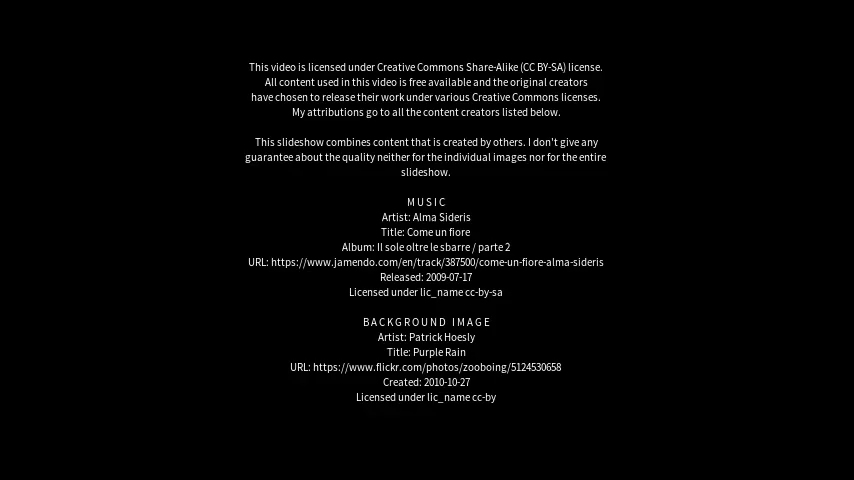 This video is licensed under Creative Commons Share-Alike (CC BY-SA) license.
All content used in this video is free available and the original creators
have chosen to release their work under various Creative Commons licenses.
My attributions go to all the content creators listed below.
This slideshow combines content that is created by others. I don't give any
guarantee about the quality neither for the individual images nor for the entire
slideshow.
MUSIC
Artist: Alma Sideris
Title: Come un fiore
Album: Il sole oltre le sbarre / parte 2
URL: https://www.jamendo.com/en/track/387500/come-un-fiore-alma-sideris
Released: 2009-07-17
Licensed under lic_name cc-by-sa
BACKGROUND IMAGE
Artist: Patrick Hoesly
Title: Purple Rain
URL: https://www.flickr.com/photos/zooboing/5124530658
Created: 2010-10-27
Licensed under lic_name cc-by